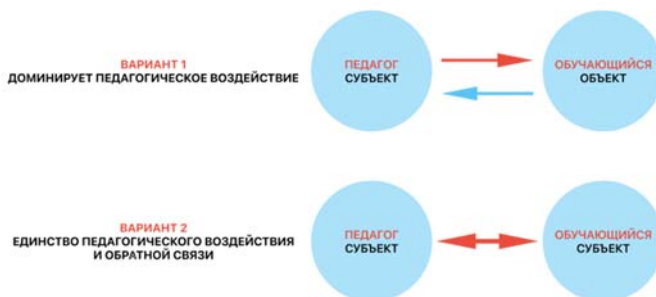 ВАРИАНТ 1
ДОМИНИРУЕТ ПЕДАГОГИЧЕСКОЕ ВОЗДЕЙСТВИЕ
ПЕДАГОГ
СУБЪЕКТ
ОБУЧАЮЩИЙСЯ
ОБЪЕКТ
ВАРИАНТ 2
ЕДИНСТВО ПЕДАГОГИЧЕСКОГО ВОЗДЕЙСТВИЯ
И ОБРАТНОЙ СВЯЗИ
ПЕДАГОГ
СУБЪЕКТ
ОБУЧАЮЩИЙСЯ
СУБЪЕКТ